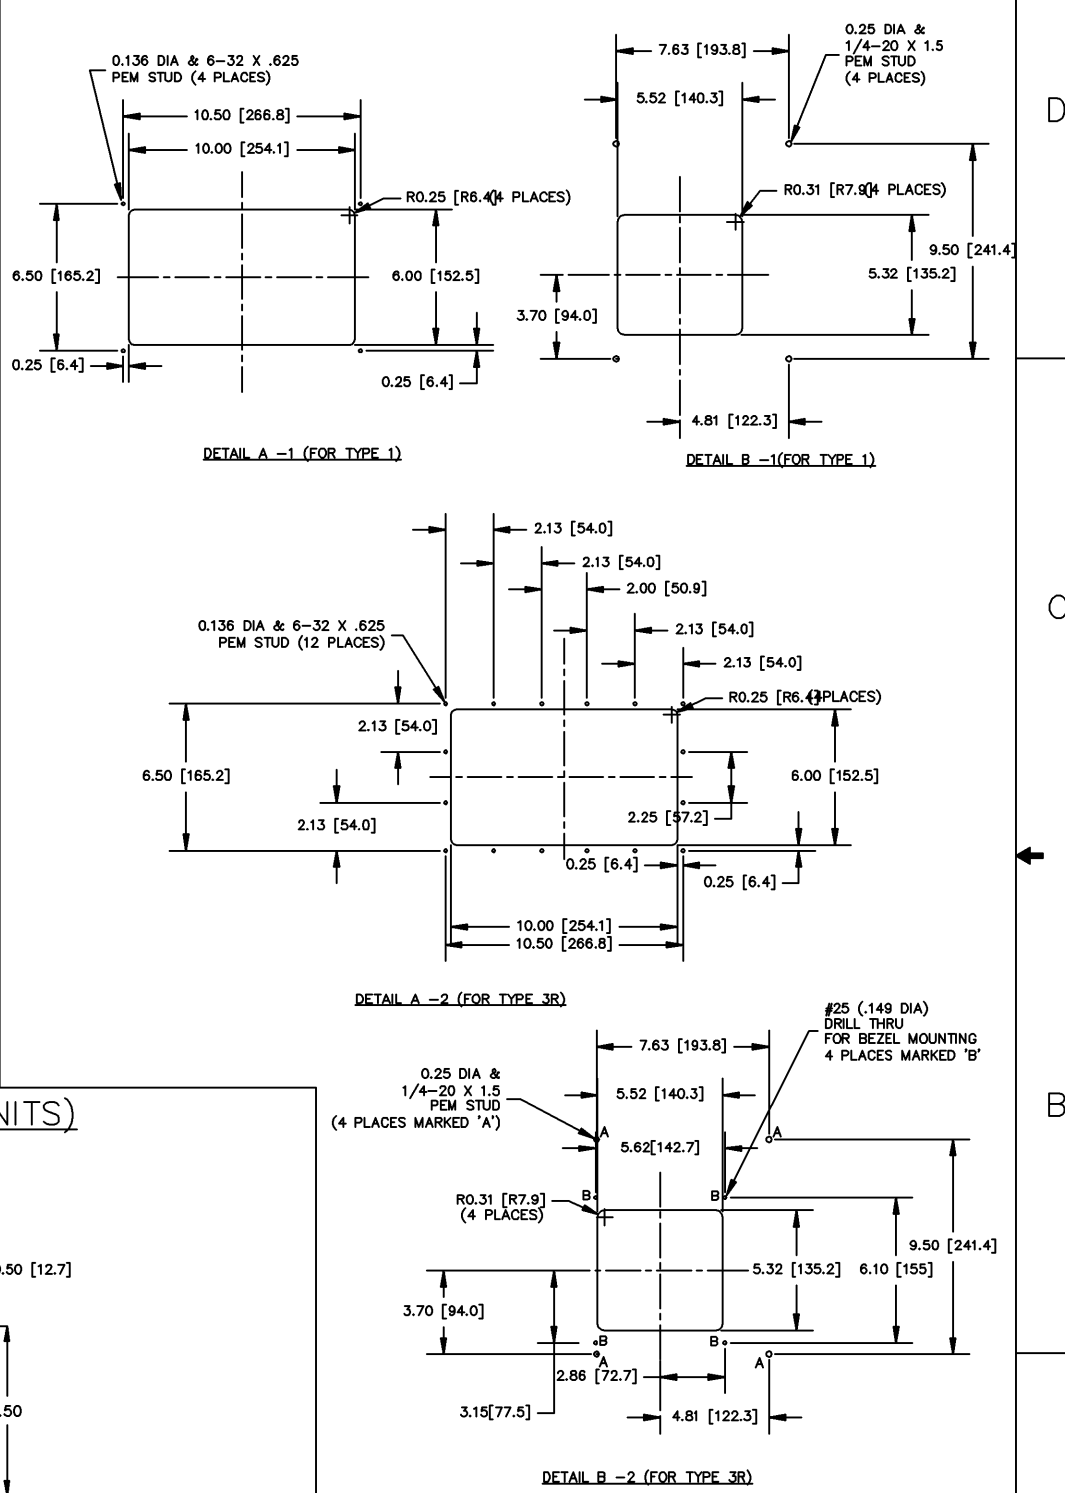 0.136 DIA & 6-32 X .625
PEM STUD (4 PLACES)
10.50 [266.8]
10.00 [254.1]
R0.25 [R6.4](4 PLACES)
6.50 [165.2]
6.00 [152.5]
0.25 [6.4]
0.25 [6.4]
DETAIL A -1 (FOR TYPE 1)
0.25 DIA &
1/4-20 X 1.5
PEM STUD
(4 PLACES)
7.63 [193.8]
5.52 [140.3]
R0.31 [R7.9](4 PLACES)
9.50 [241.4]
5.32 [135.2]
3.70 [94.0]
4.81 [122.3]
DETAIL B -1(FOR TYPE 1)
D
2.13 [54.0]
2.13 [54.0]
2.00 [50.9]
0.136 DIA & 6-32 X .625
PEM STUD (12 PLACES)
2.13 [54.0]
2.13 [54.0]
R0.25 [R6.4](4 PLACES)
2.13 [54.0]
6.50 [165.2]
6.00 [152.5]
2.13 [54.0]
2.25 [57.2]
0.25 [6.4]
0.25 [6.4]
10.00 [254.1]
10.50 [266.8]
DETAIL A -2 (FOR TYPE 3R)
C
#25 (.149 DIA)
DRILL THRU
FOR BEZEL MOUNTING
4 PLACES MARKED 'B'
7.63 [193.8]
0.25 DIA &
1/4-20 X 1.5
PEM STUD
(4 PLACES MARKED 'A')
5.52 [140.3]
A
A
5.62[142.7]
B
B
R0.31 [R7.9]
(4 PLACES)
9.50 [241.4]
5.32 [135.2]
6.10 [155]
3.70 [94.0]
B
B
A
A
2.86 [72.7]
3.15[77.5]
4.81 [122.3]
DETAIL B -2 (FOR TYPE 3R)
B
NITS)
.50 [12.7]
.50